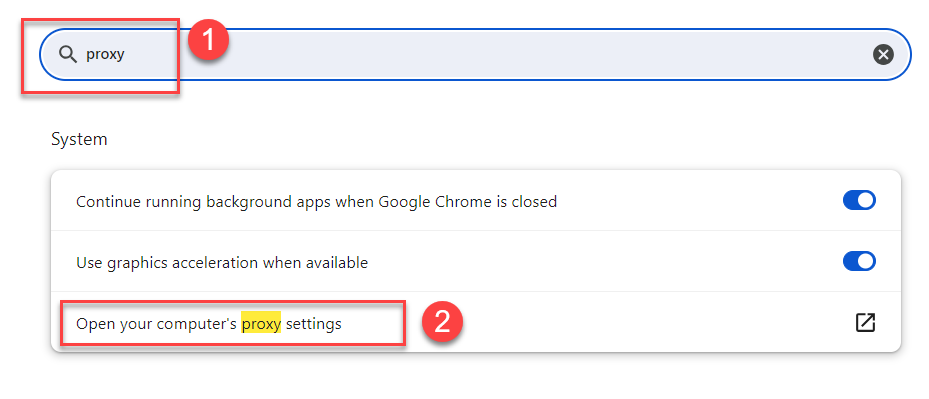 proxy
1
System
Continue running background apps when Google Chrome is closed
Use graphics acceleration when available
Open your computer's proxy settings
2